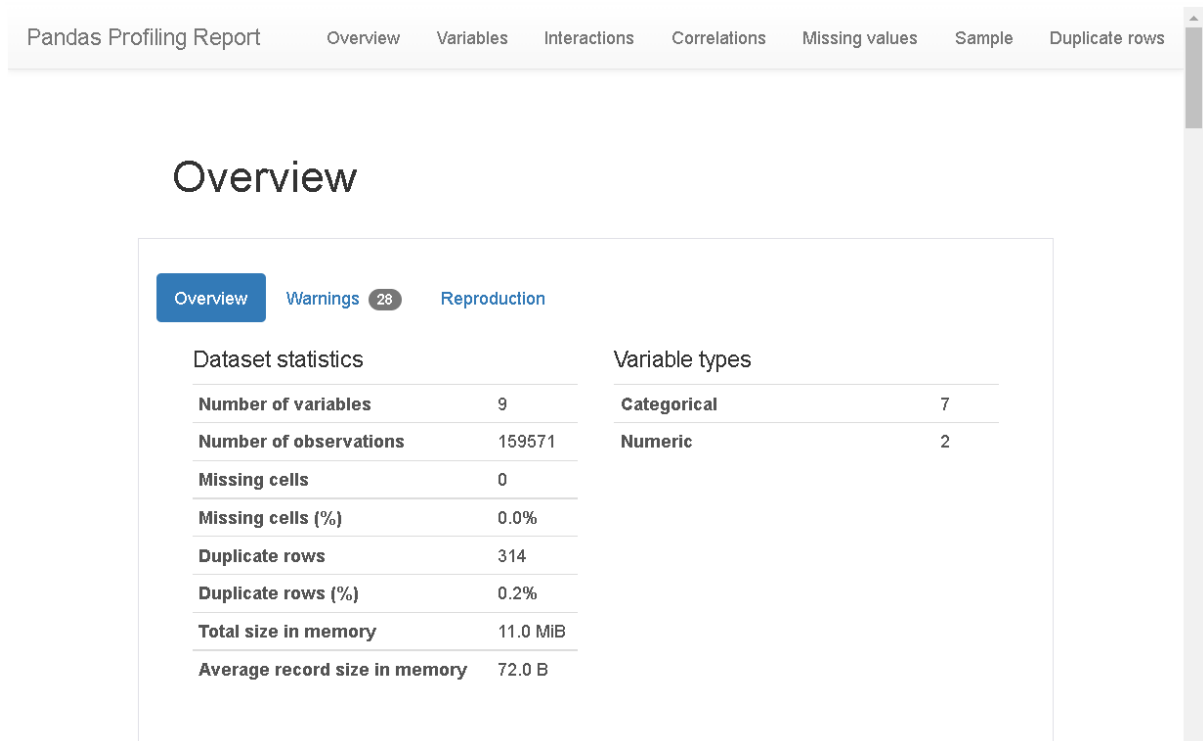 Pandas Profiling Report Overview Variables Interactions Correlations Missing values Sample Duplicate rows
Overview
Overview Warnings 28 Reproduction
Dataset statistics
Number of variables 9
Number of observations 159571
Missing cells 0
Missing cells (%) 0.0%
Duplicate rows 314
Duplicate rows (%) 0.2%
Total size in memory 11.0 MiB
Average record size in memory 72.0 B
Variable types
Categorical 7
Numeric 2